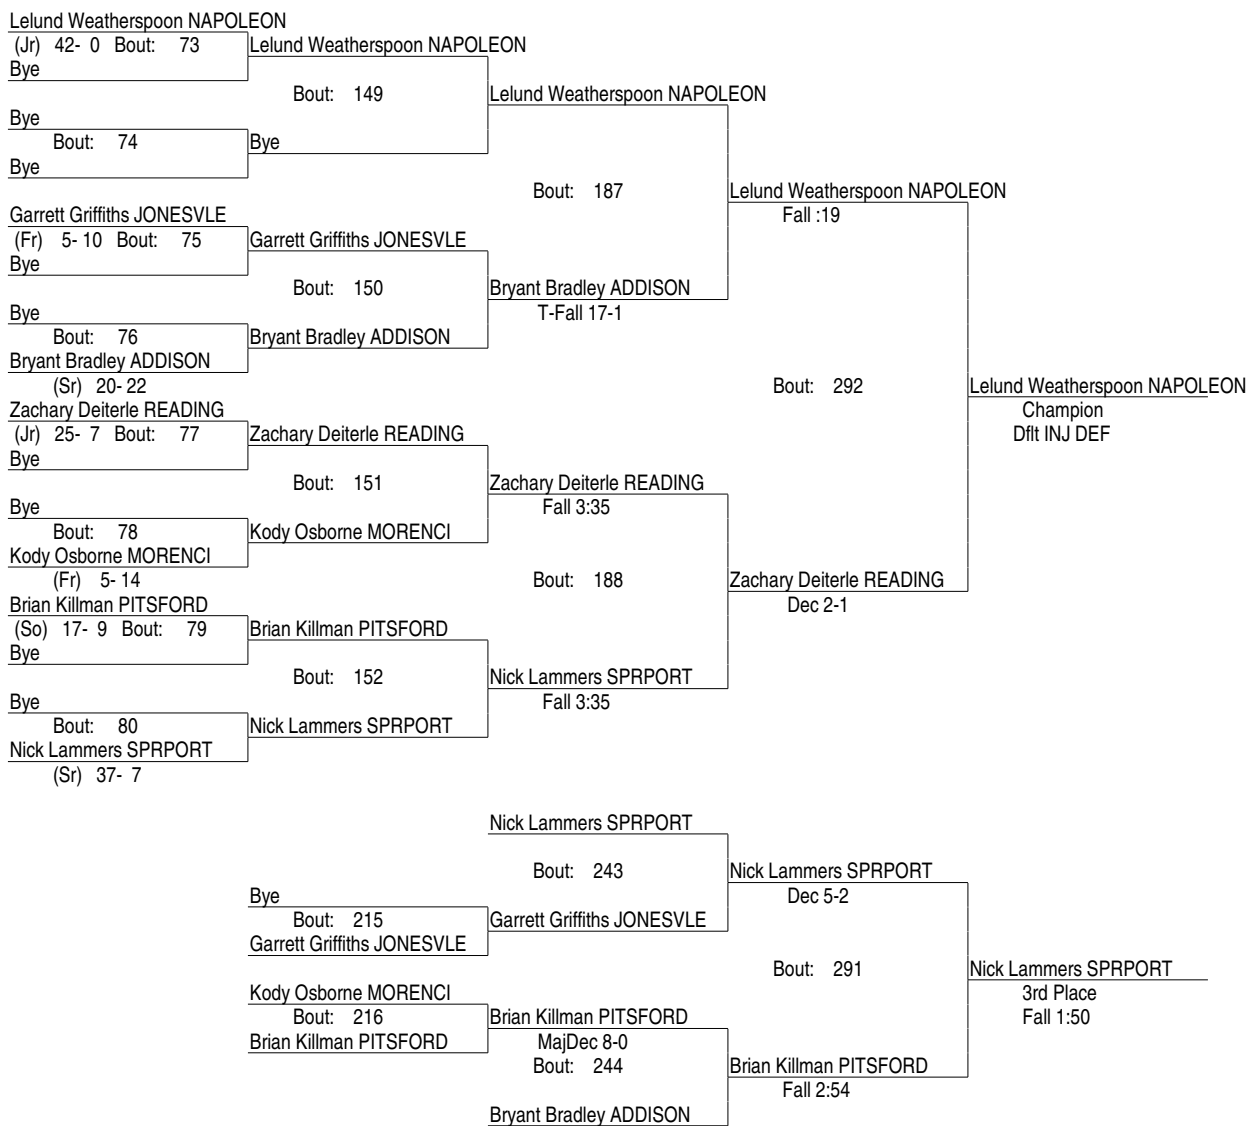 Lelund Weatherspoon NAPOLEON
(Jr) 42- 0 Bout: 73 Lelund Weatherspoon NAPOLEON
Bye
Bout: 149 Lelund Weatherspoon NAPOLEON
Bye
Bout: 74 Bye
Bye
Bout: 187 Lelund Weatherspoon NAPOLEON
Garrett Griffiths JONESVLE Fall :19
(Fr) 5- 10 Bout: 75 Garrett Griffiths JONESVLE
Bye
Bout: 150 Bryant Bradley ADDISON
Bye T-Fall 17-1
Bout: 76 Bryant Bradley ADDISON
Bryant Bradley ADDISON
(Sr) 20- 22 Bout: 292 Lelund Weatherspoon NAPOLEON
Zachary Deiterle READING Champion
(Jr) 25- 7 Bout: 77 Zachary Deiterle READING Dflt INJ DEF
Bye
Bout: 151 Zachary Deiterle READING
Bye Fall 3:35
Bout: 78 Kody Osborne MORENCI
Kody Osborne MORENCI
(Fr) 5- 14 Bout: 188 Zachary Deiterle READING
Brian Killman PITSFORD Dec 2-1
(So) 17- 9 Bout: 79 Brian Killman PITSFORD
Bye
Bout: 152 Nick Lammers SPRPORT
Bye Fall 3:35
Bout: 80 Nick Lammers SPRPORT
Nick Lammers SPRPORT
(Sr) 37- 7
Nick Lammers SPRPORT
Bout: 243 Nick Lammers SPRPORT
Bye Dec 5-2
Bout: 215 Garrett Griffiths JONESVLE
Garrett Griffiths JONESVLE
Bout: 291 Nick Lammers SPRPORT
Kody Osborne MORENCI 3rd Place
Bout: 216 Brian Killman PITSFORD Fall 1:50
Brian Killman PITSFORD MajDec 8-0
Bout: 244 Brian Killman PITSFORD
Fall 2:54
Bryant Bradley ADDISON